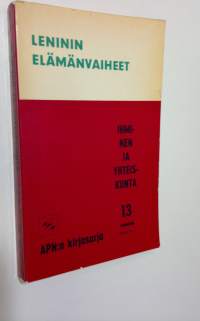 LENININ
ELÄMÄNVAIHEET
IHMI-
NEN
JA
YHTEIS-
KUNTA
13
APN:n kirjasarja